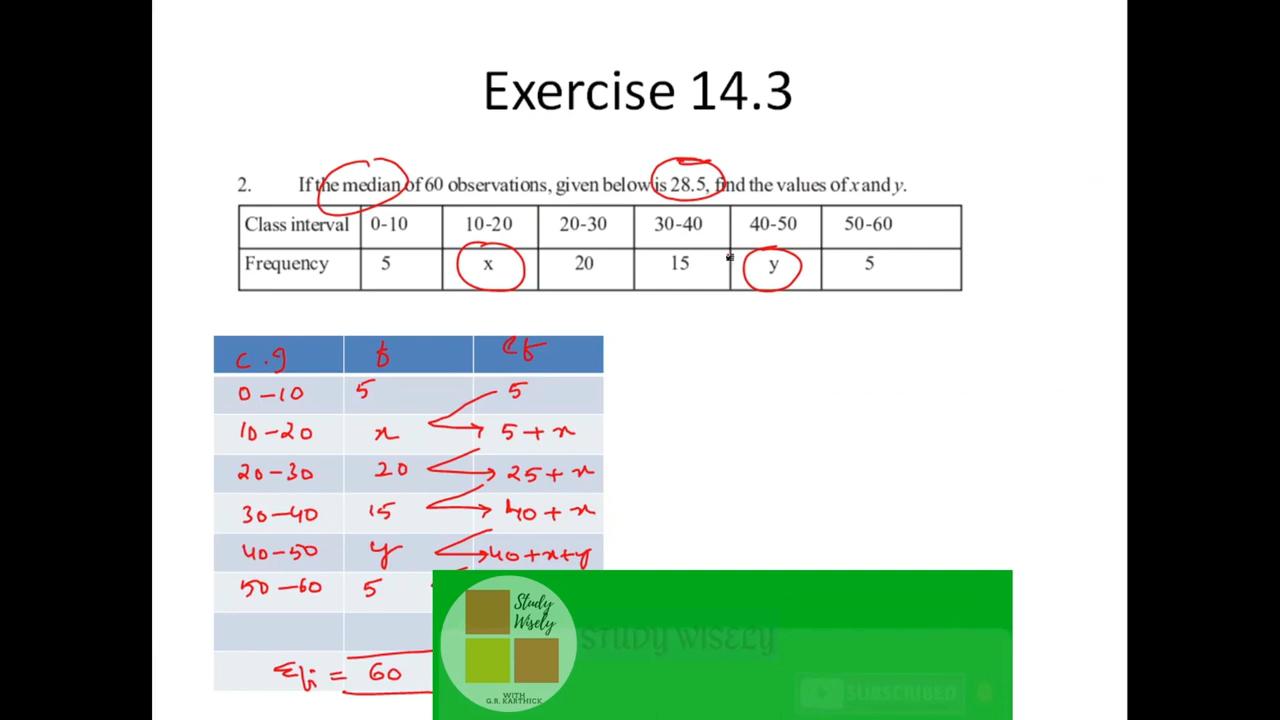 Exercise 14.3
2. If the median of 60 observations, given below is 28.5, find the values of x and y.
Class interval 0-10 10-20 20-30 30-40 40-50 50-60
Frequency 5 x 20 15 y 5
C.g f Cf
0-10 5 5
10-20 x 5+x
20-30 20 25+x
30-40 15 40+x
40-50 y 40+x+y
50-60 5
Σfi = 60
Study
Wisely
WITH
G.R. KARTHICK
STUDY WISELY
SUBSCRIBED